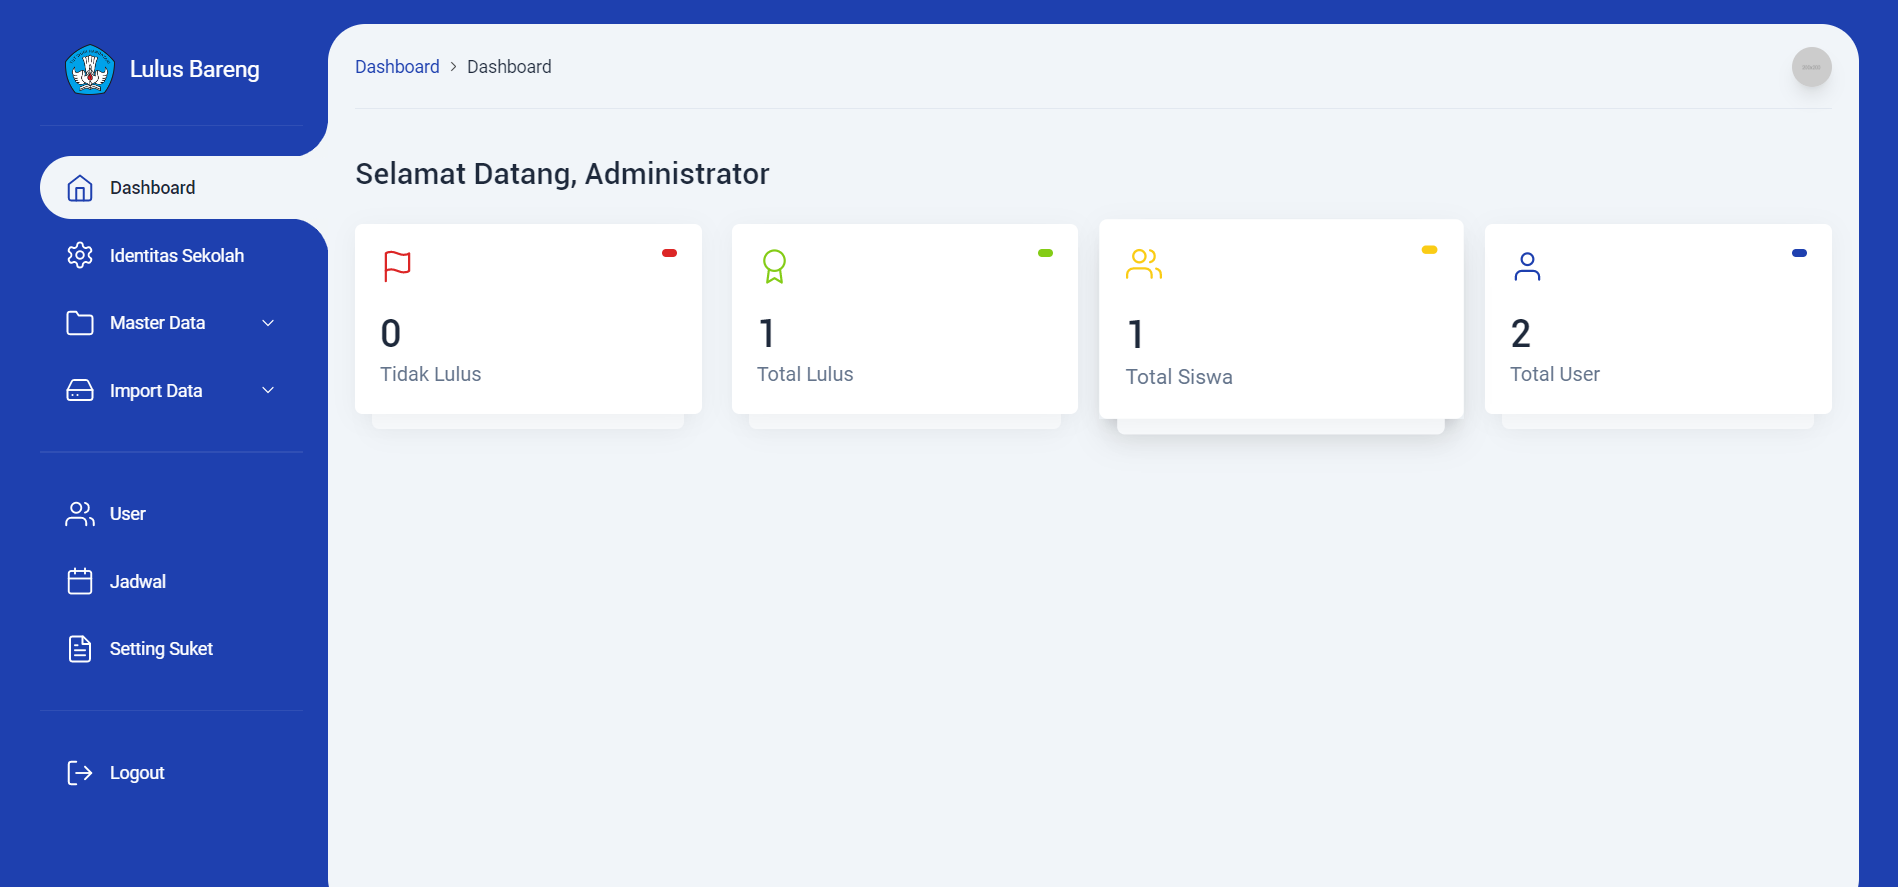 Lulus Bareng
Dashboard
Identitas Sekolah
Master Data
Import Data
User
Jadwal
Setting Suket
Logout
Dashboard > Dashboard
Selamat Datang, Administrator
0
Tidak Lulus
1
Total Lulus
1
Total Siswa
2
Total User